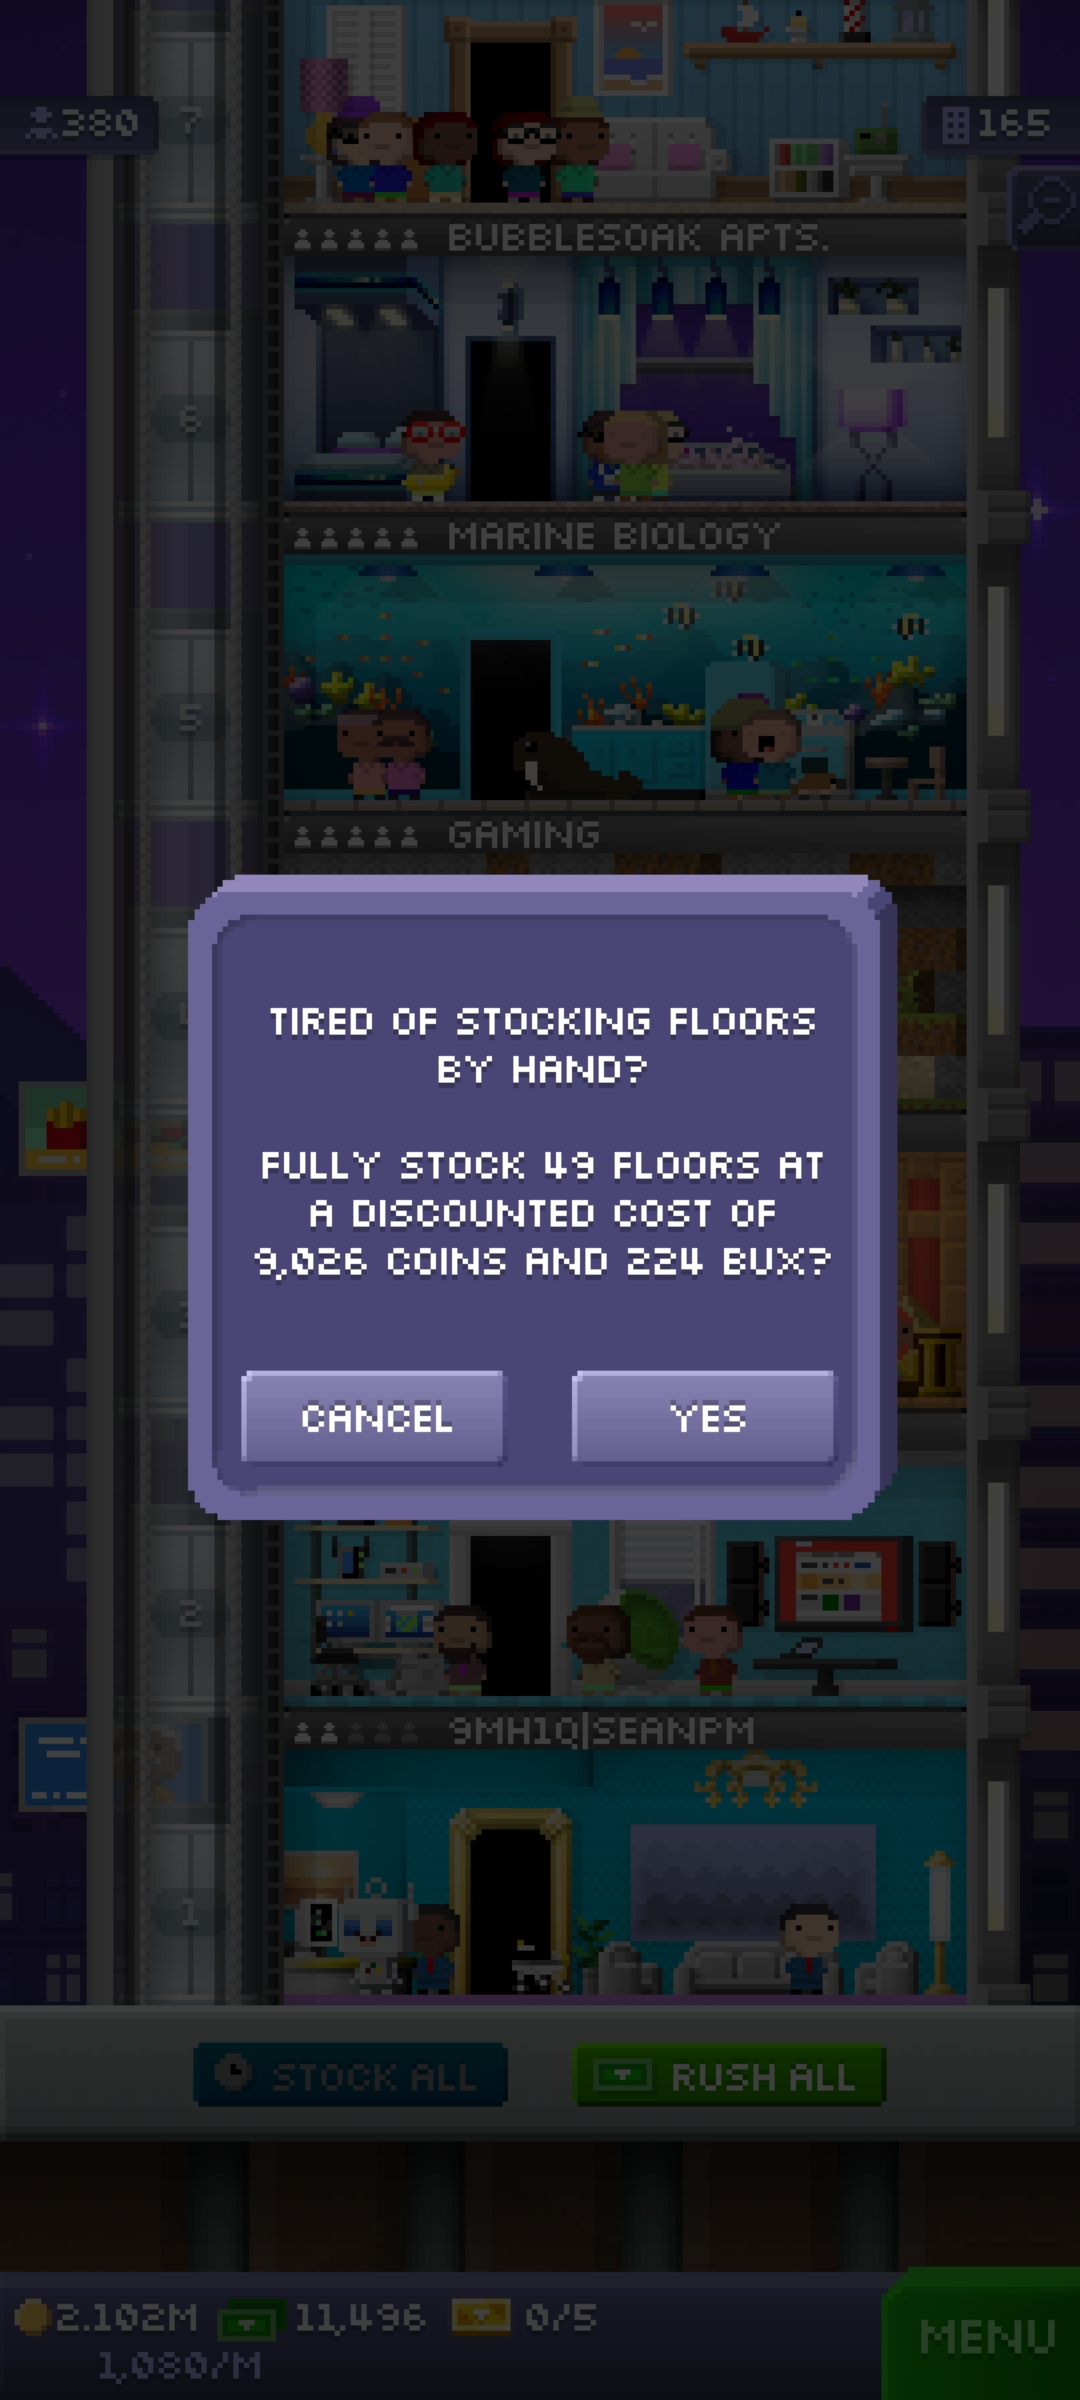 380
7
165
BUBBLESOAK APTS.
6
MARINE BIOLOGY
5
GAMING
TIRED OF STOCKING FLOORS
BY HAND?
FULLY STOCK 49 FLOORS AT
A DISCOUNTED COST OF
9,026 COINS AND 224 BUX?
CANCEL
YES
2
9MH1Q|SEANPM
1
STOCK ALL
RUSH ALL
2.102M
11,496
0/5
1,080/M
MENU